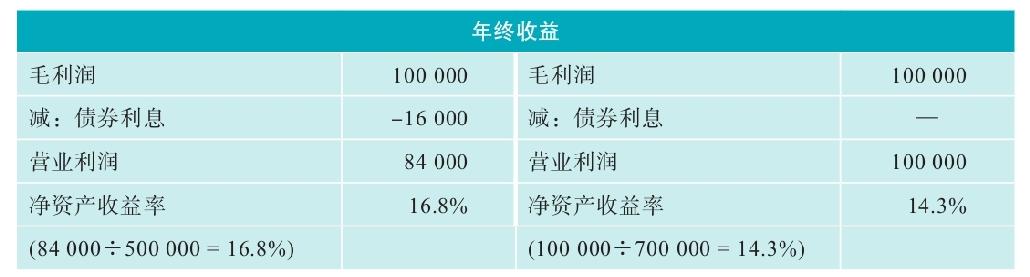 年终收益
毛利润 100 000 毛利润 100 000
减：债券利息 -16 000 减：债券利息 —
营业利润 84 000 营业利润 100 000
净资产收益率 16.8% 净资产收益率 14.3%
(84 000÷500 000 = 16.8%) (100 000÷700 000 = 14.3%)